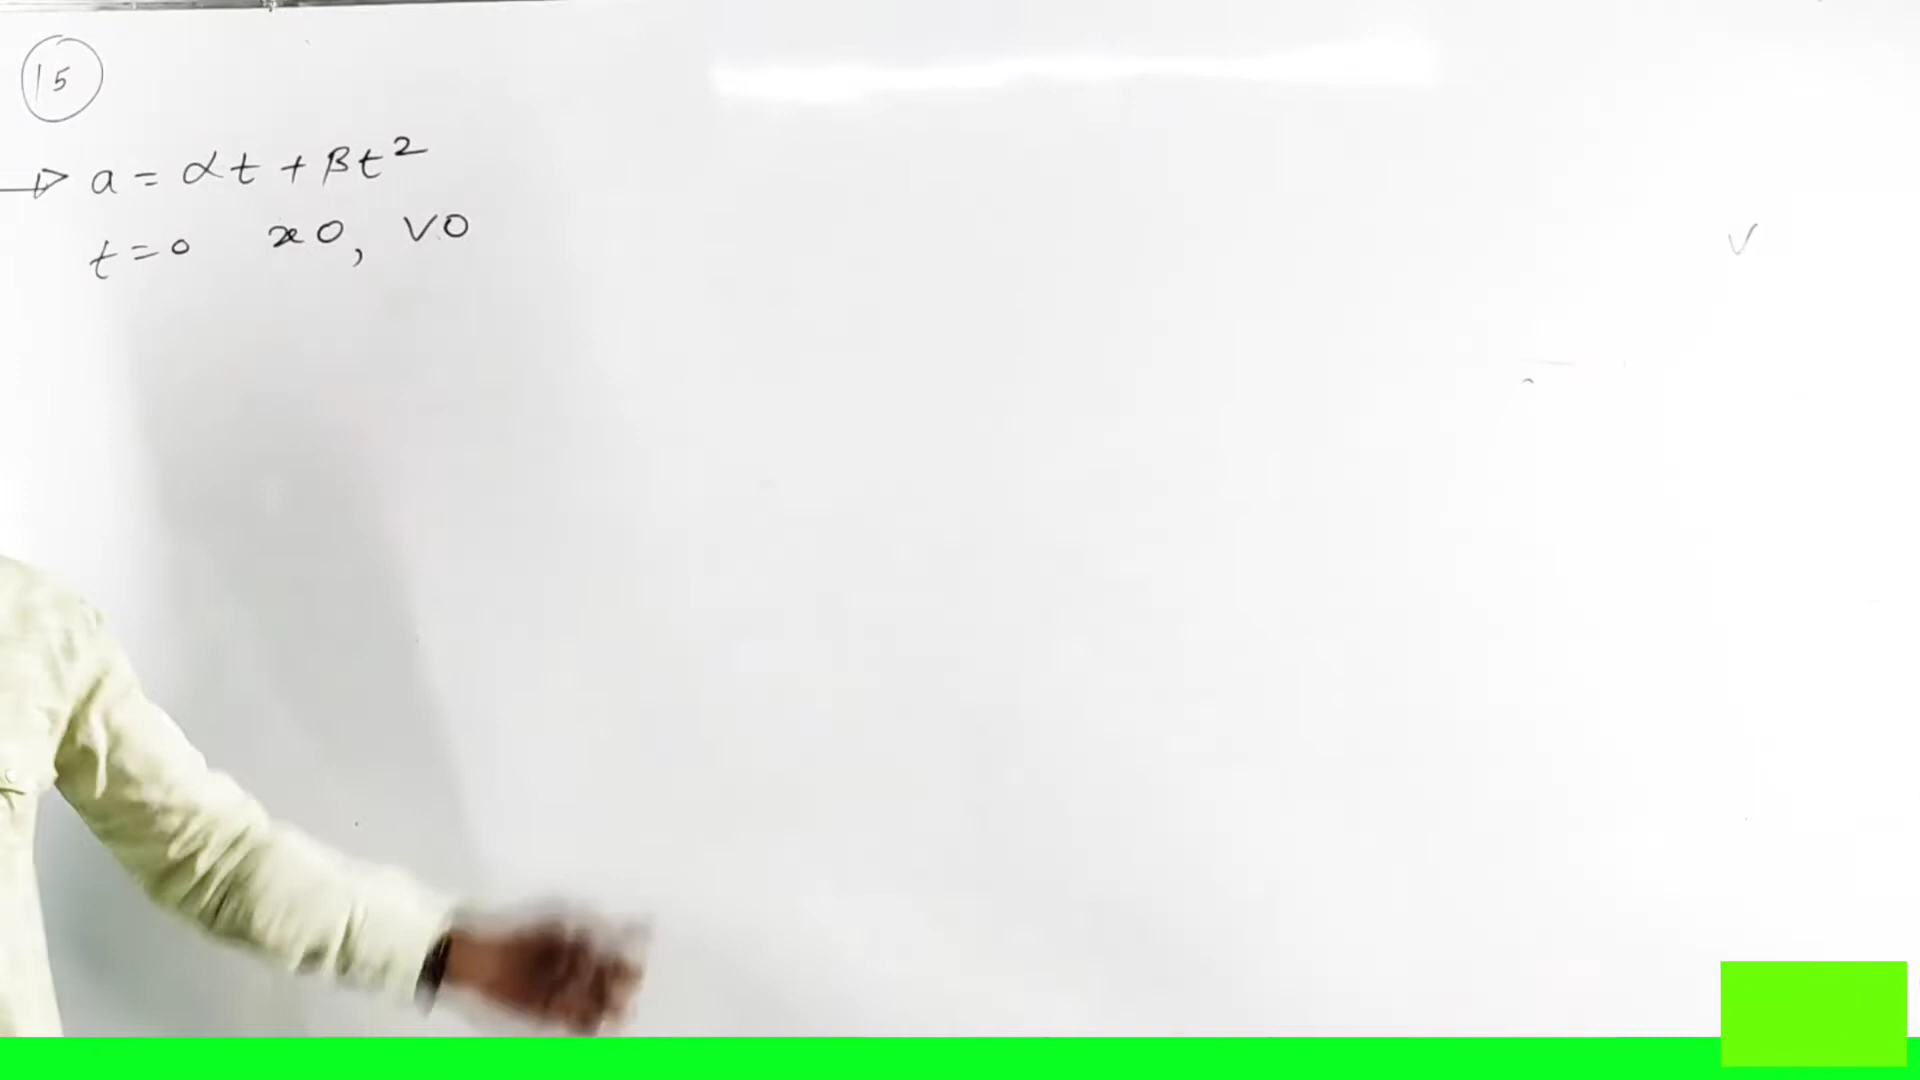 15
→ a = αt + βt²
t = 0 x0, v0
v